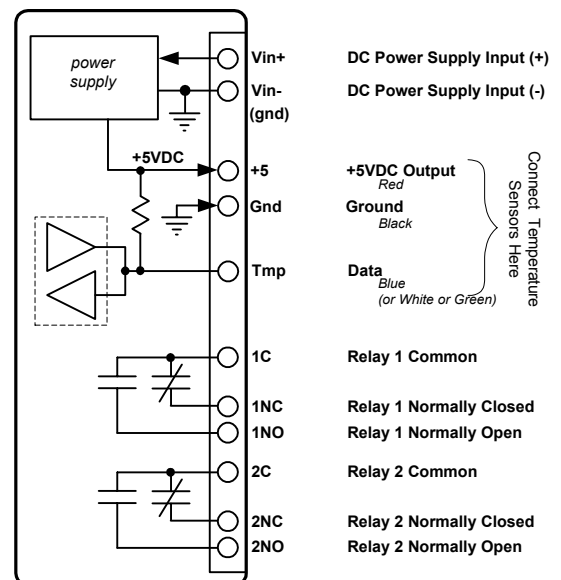 power
supply
Vin+ DC Power Supply Input (+)
Vin- DC Power Supply Input (-)
(gnd)
+5VDC
+5 +5VDC Output
Red
Gnd Ground
Black
Tmp Data
Blue
(or White or Green)
Connect Temperature
Sensors Here
1C Relay 1 Common
1NC Relay 1 Normally Closed
1NO Relay 1 Normally Open
2C Relay 2 Common
2NC Relay 2 Normally Closed
2NO Relay 2 Normally Open